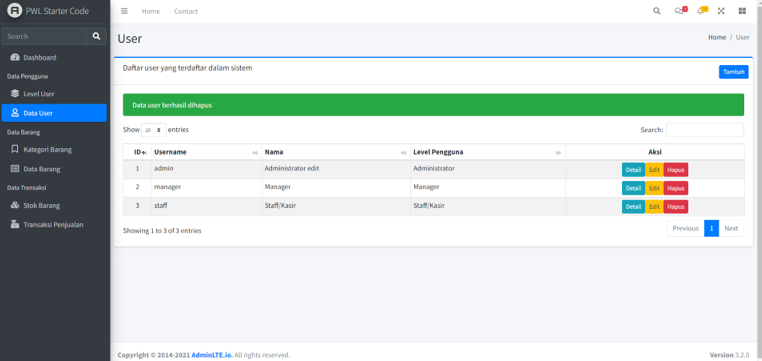 PWL Starter Code
Home Contact
Search
User
Home / User
Dashboard
Data Pengguna
Level User
Data User
Data Barang
Kategori Barang
Data Barang
Data Transaksi
Stok Barang
Transaksi Penjualan
Daftar user yang terdaftar dalam sistem
Tambah
Data user berhasil dihapus
Show 10 entries
Search:
ID Username Nama Level Pengguna Aksi
1 admin Administrator edit Administrator Detail Edit Hapus
2 manager Manager Manager Detail Edit Hapus
3 staff Staff/Kasir Staff/Kasir Detail Edit Hapus
Showing 1 to 3 of 3 entries
Previous 1 Next
Copyright © 2014-2021 AdminLTE.io. All rights reserved.
Version 3.2.0